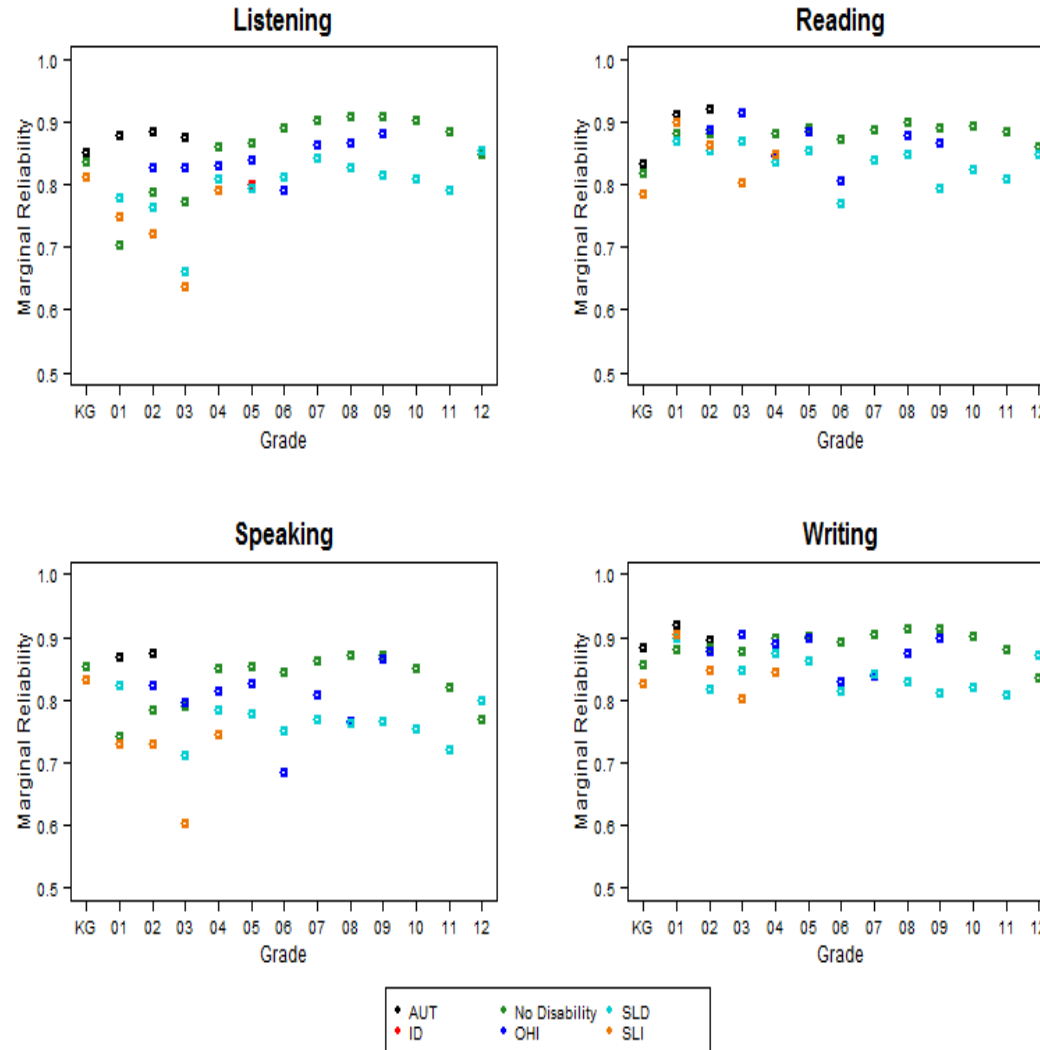 Listening
Marginal Reliability
1.0
0.9
0.8
0.7
0.6
0.5
KG 01 02 03 04 05 06 07 08 09 10 11 12
Grade
Reading
Marginal Reliability
1.0
0.9
0.8
0.7
0.6
0.5
KG 01 02 03 04 05 06 07 08 09 10 11 12
Grade
Speaking
Marginal Reliability
1.0
0.9
0.8
0.7
0.6
0.5
KG 01 02 03 04 05 06 07 08 09 10 11 12
Grade
Writing
Marginal Reliability
1.0
0.9
0.8
0.7
0.6
0.5
KG 01 02 03 04 05 06 07 08 09 10 11 12
Grade
AUT No Disability SLD
ID OHI SLI